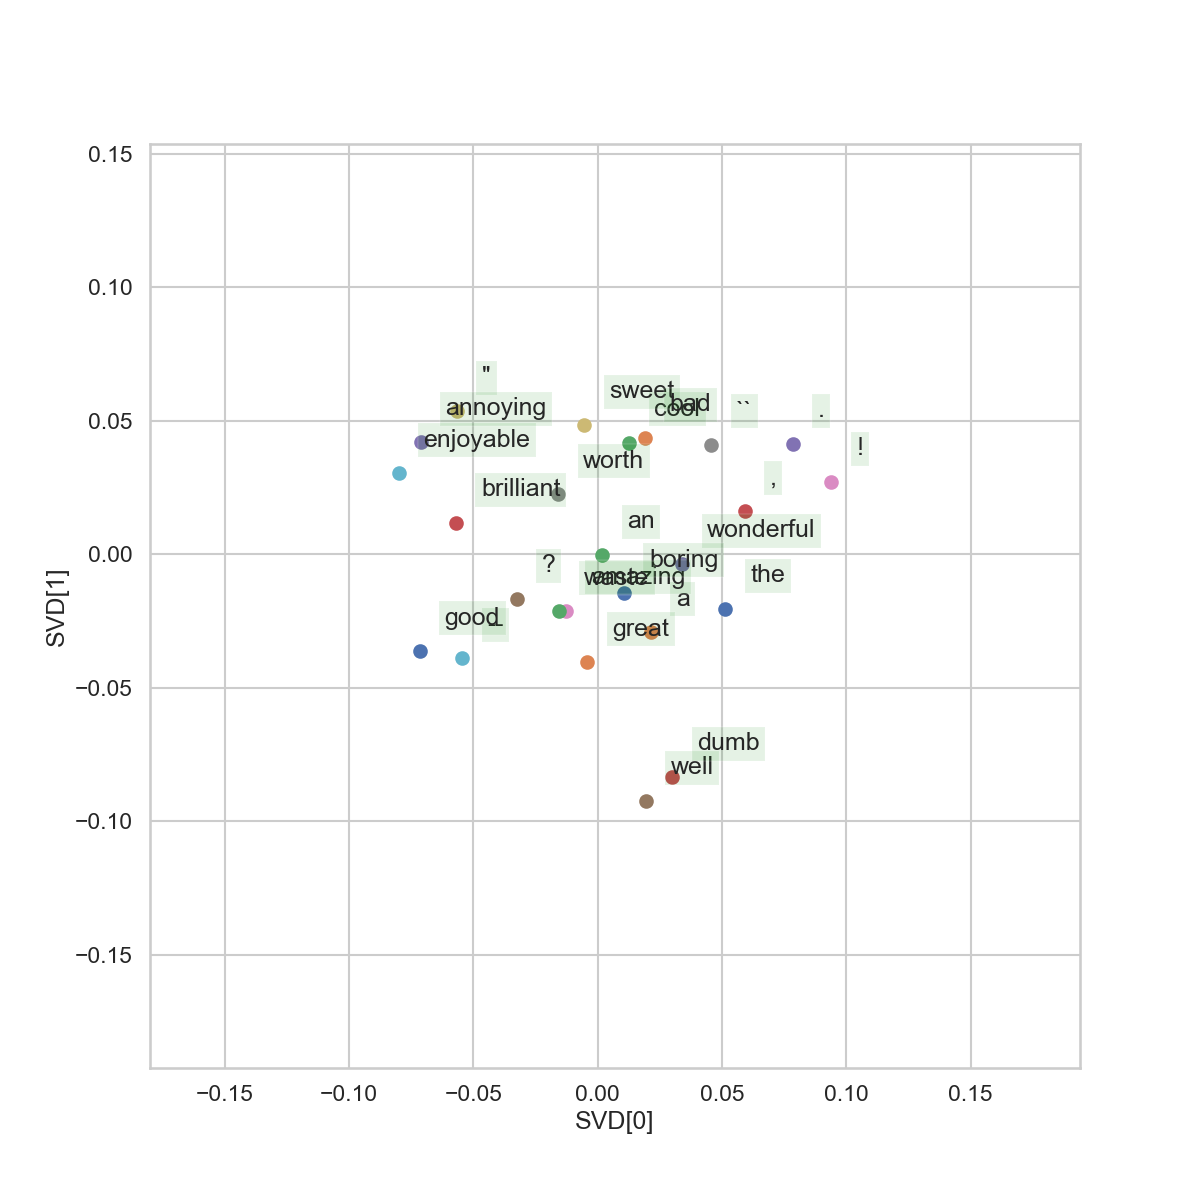 0.15
0.10
0.05
0.00
−0.05
−0.10
−0.15
SVD[1]
"
annoying
enjoyable
brilliant
sweet
bad
cool
worth
``
.
!
,
wonderful
an
?
boring
waste
amazing
the
a
good
great
dumb
well
−0.15
−0.10
−0.05
0.00
0.05
0.10
0.15
SVD[0]